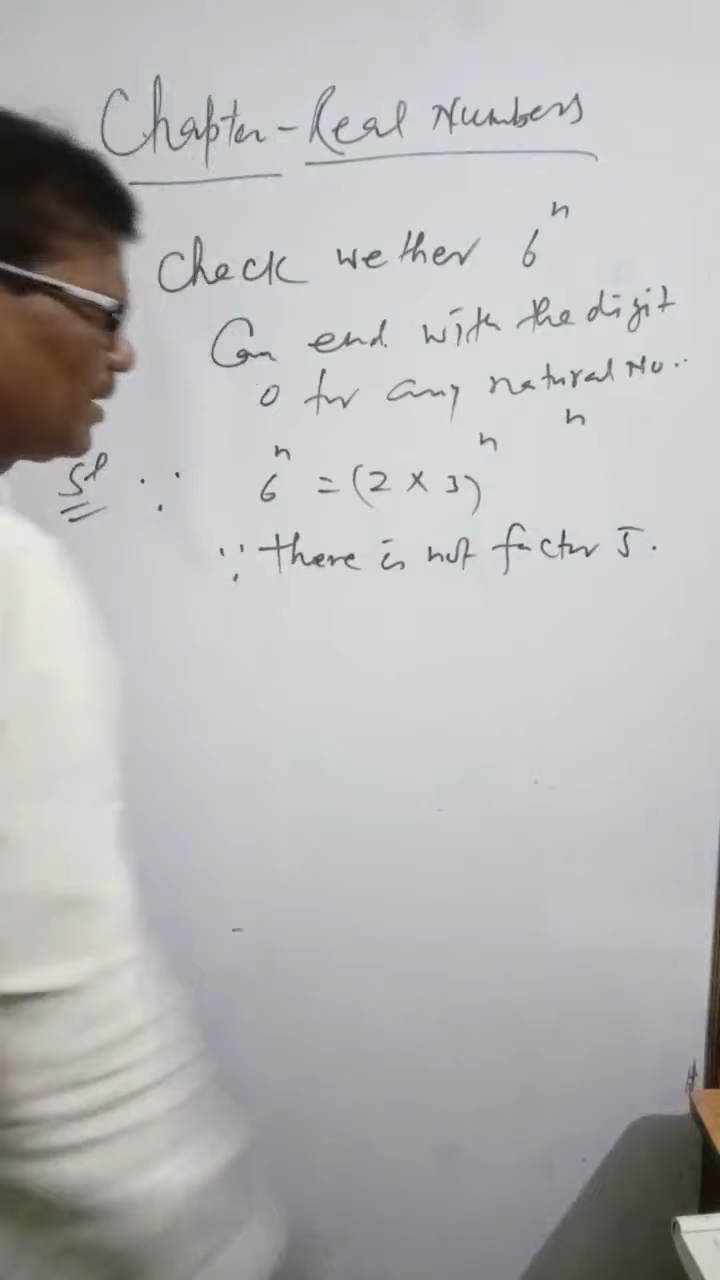 Chapter - Real Numbers
Check wether 6ⁿ
Can end with the digit
0 for any natural No..
n
Sol ∵ 6ⁿ = (2 × 3)ⁿ
∵ there is not factor 5.